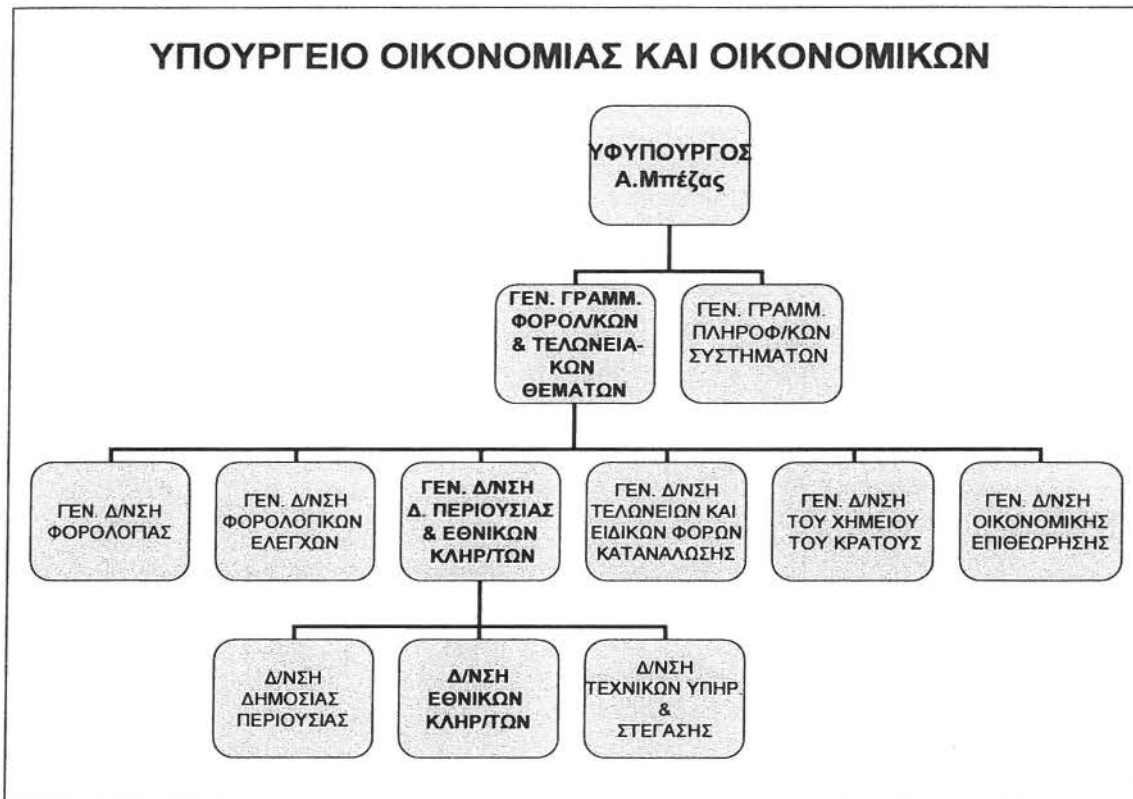 ΥΠΟΥΡΓΕΙΟ ΟΙΚΟΝΟΜΙΑΣ ΚΑΙ ΟΙΚΟΝΟΜΙΚΩΝ
ΥΦΥΠΟΥΡΓΟΣ
Α.Μπέζας
ΓΕΝ. ΓΡΑΜΜ.
ΦΟΡΟΛ/ΚΩΝ
& ΤΕΛΩΝΕΙΑ-
ΚΩΝ
ΘΕΜΑΤΩΝ
ΓΕΝ. ΓΡΑΜΜ.
ΠΛΗΡΟΦ/ΚΩΝ
ΣΥΣΤΗΜΑΤΩΝ
ΓΕΝ. Δ/ΝΣΗ
ΦΟΡΟΛΟΓΙΑΣ
ΓΕΝ. Δ/ΝΣΗ
ΦΟΡΟΛΟΓΙΚΩΝ
ΕΛΕΓΧΩΝ
ΓΕΝ. Δ/ΝΣΗ
Δ. ΠΕΡΙΟΥΣΙΑΣ
& ΕΘΝΙΚΩΝ
ΚΛΗΡ/ΤΩΝ
ΓΕΝ. Δ/ΝΣΗ
ΤΕΛΩΝΕΙΩΝ ΚΑΙ
ΕΙΔΙΚΩΝ ΦΟΡΩΝ
ΚΑΤΑΝΑΛΩΣΗΣ
ΓΕΝ. Δ/ΝΣΗ
ΤΟΥ ΧΗΜΕΙΟΥ
ΤΟΥ ΚΡΑΤΟΥΣ
ΓΕΝ. Δ/ΝΣΗ
ΟΙΚΟΝΟΜΙΚΗΣ
ΕΠΙΘΕΩΡΗΣΗΣ
Δ/ΝΣΗ
ΔΗΜΟΣΙΑΣ
ΠΕΡΙΟΥΣΙΑΣ
Δ/ΝΣΗ
ΕΘΝΙΚΩΝ
ΚΛΗΡ/ΤΩΝ
Δ/ΝΣΗ
ΤΕΧΝΙΚΩΝ ΥΠΗΡ.
&
ΣΤΕΓΑΣΗΣ